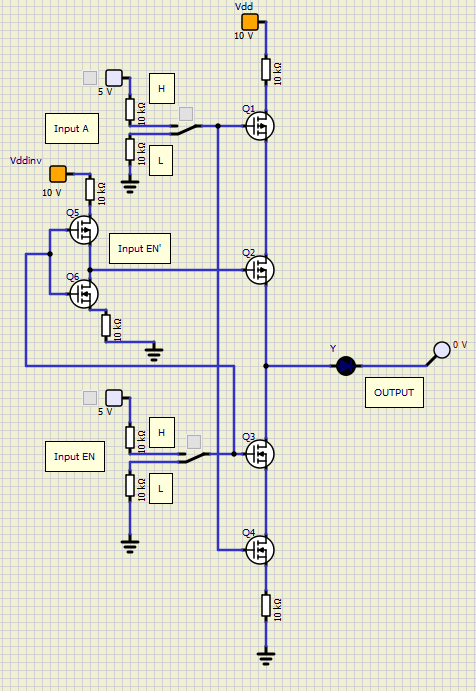 Vdd
10 V
10 kΩ
5 V
H
10 kΩ
Q1
Input A
10 kΩ
L
Vddinv
10 V
10 kΩ
Q5
Input EN'
Q2
Q6
10 kΩ
Y
0 V
OUTPUT
5 V
H
10 kΩ
Q3
Input EN
10 kΩ
L
Q4
10 kΩ